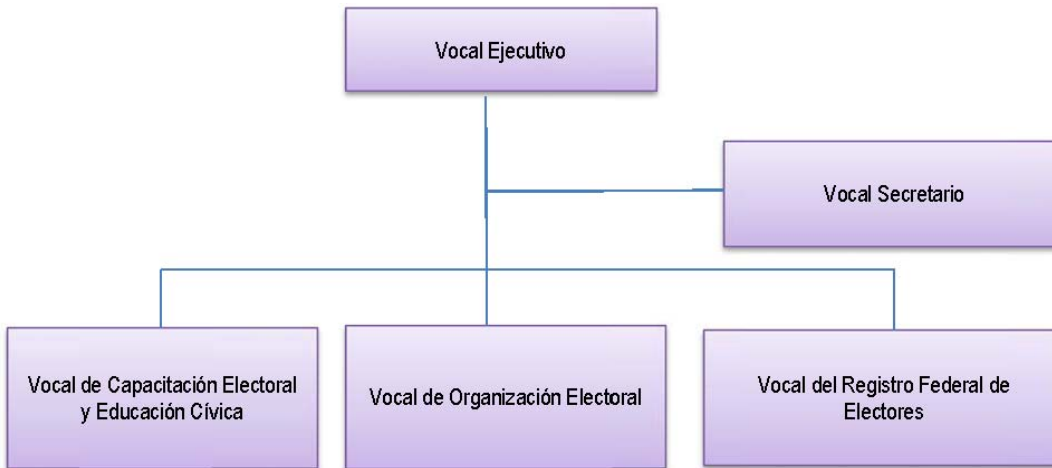 Vocal Ejecutivo
Vocal Secretario
Vocal de Capacitación Electoral
y Educación Cívica
Vocal de Organización Electoral
Vocal del Registro Federal de
Electores